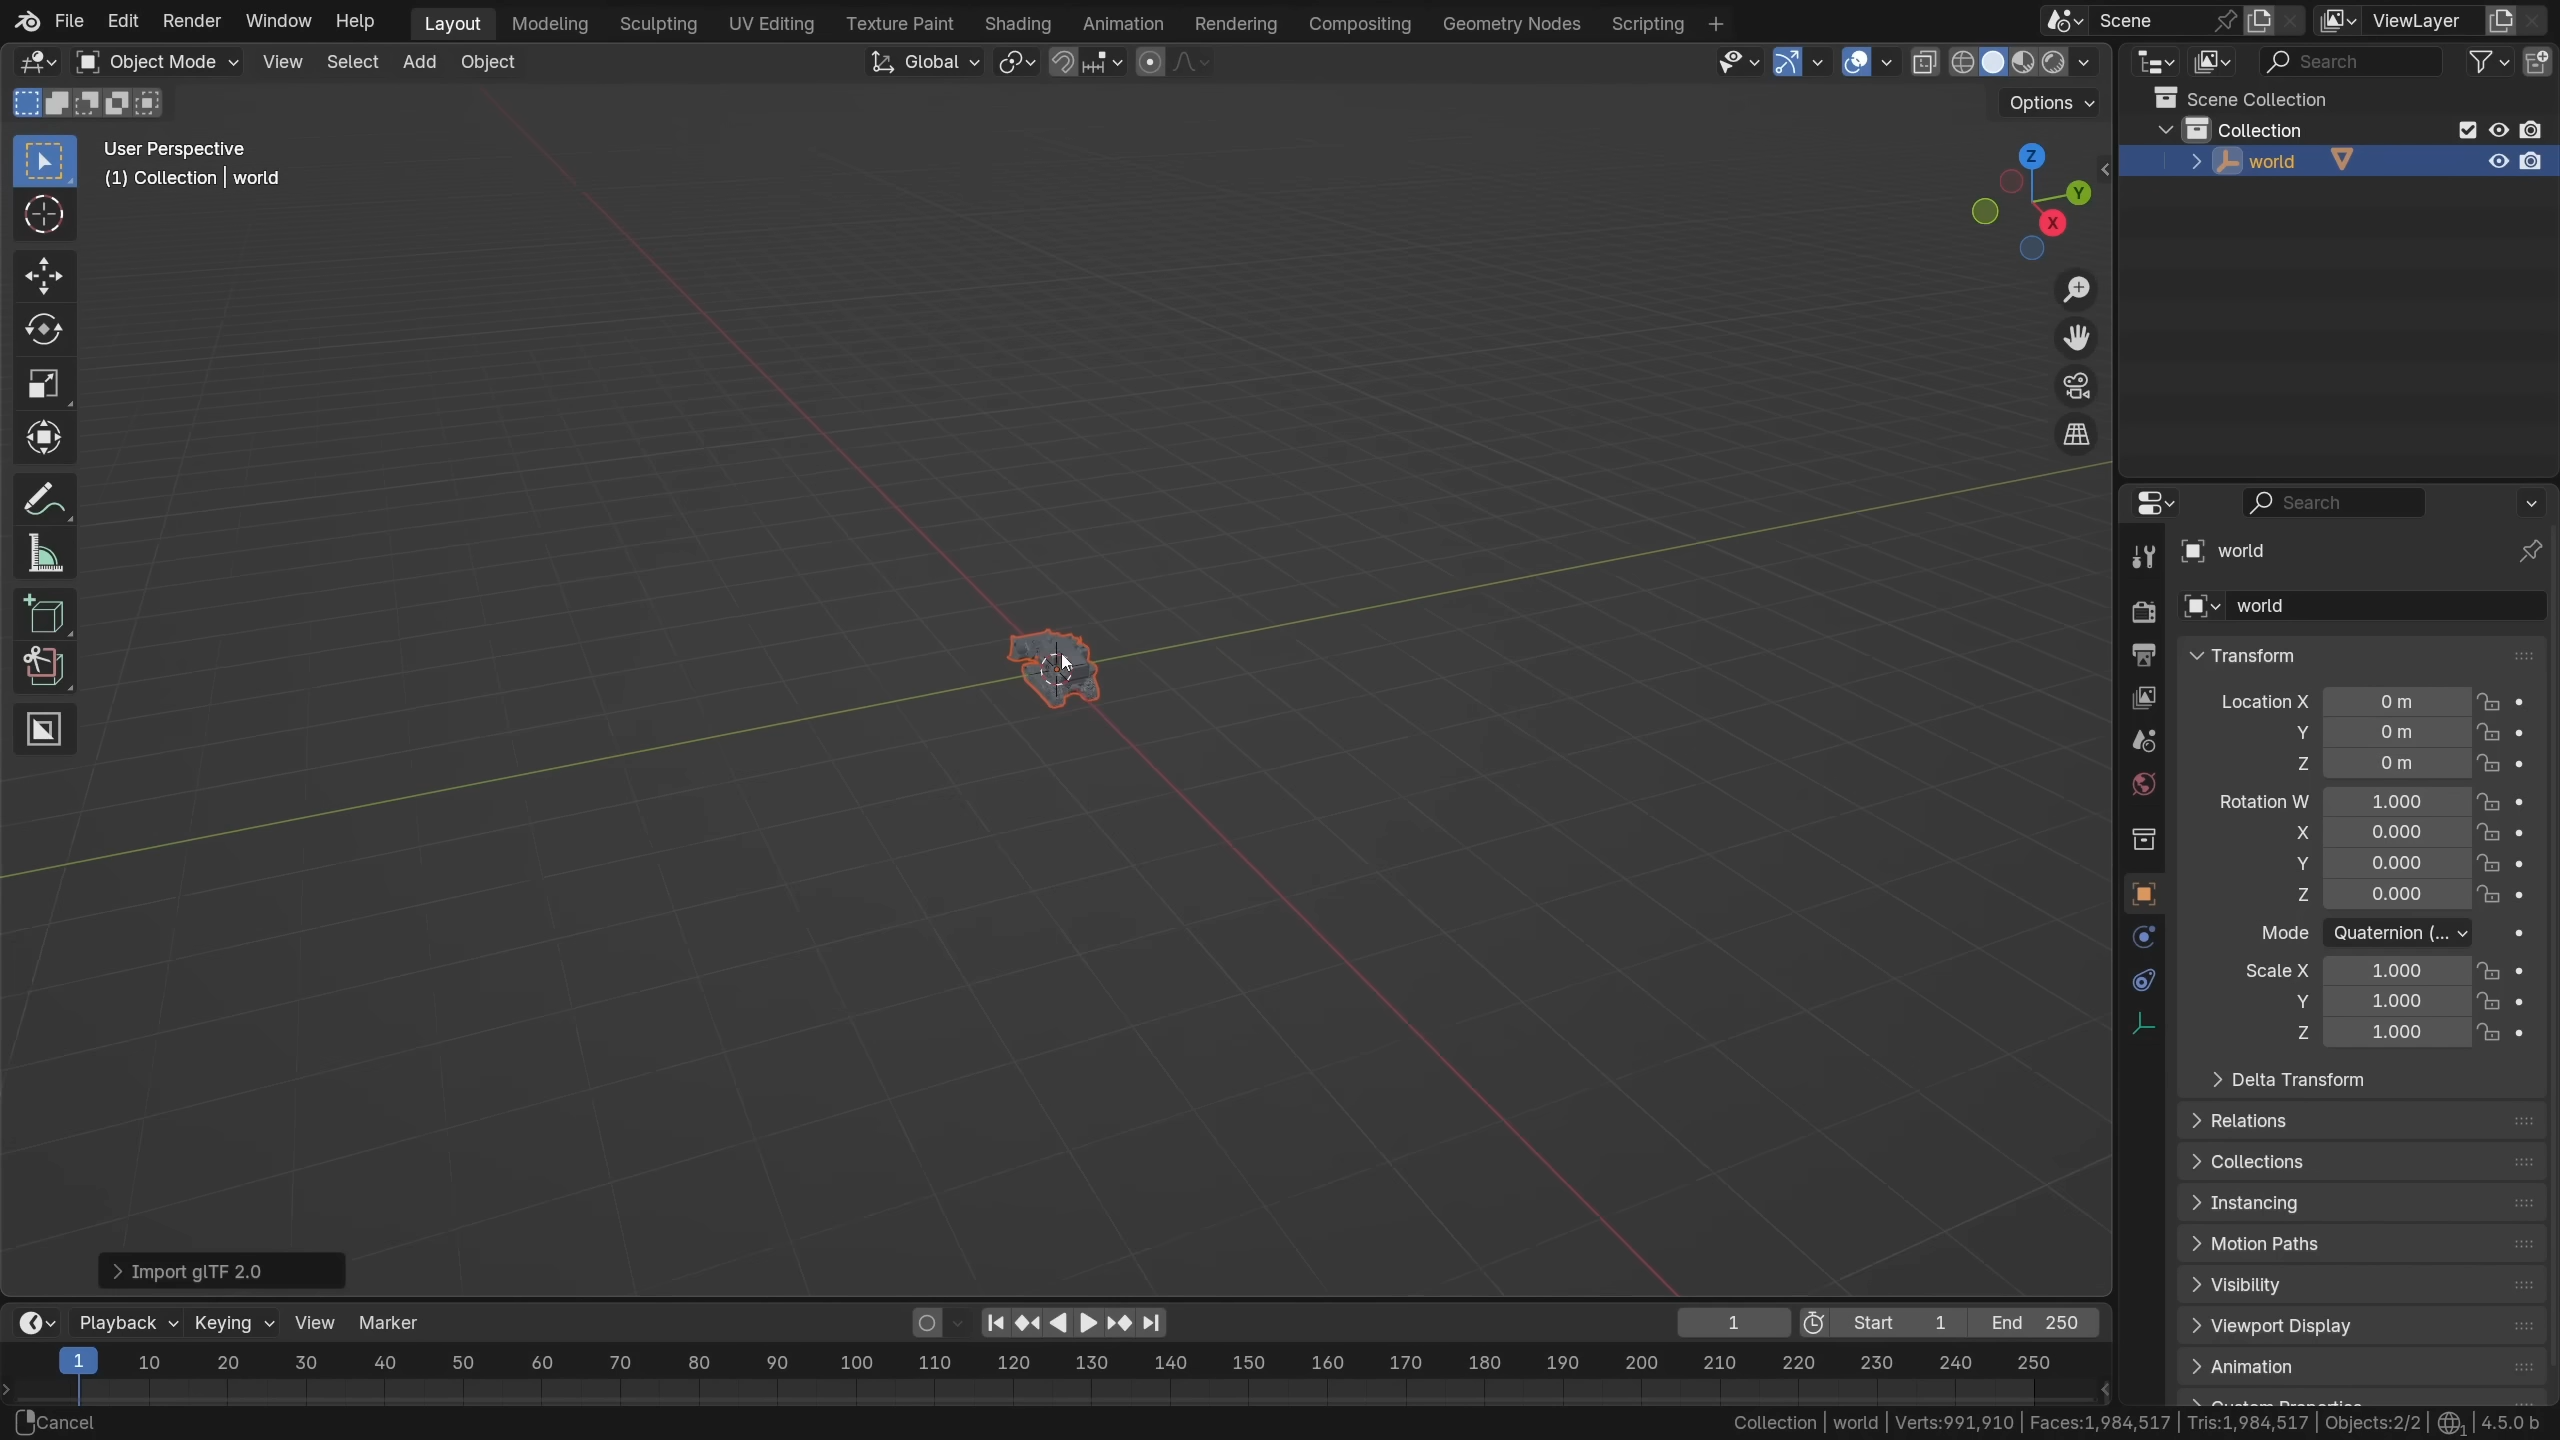 File Edit Render Window Help Layout Modeling Sculpting UV Editing Texture Paint Shading Animation Rendering Compositing Geometry Nodes Scripting + Scene ViewLayer
Object Mode View Select Add Object Global Search
Options
Scene Collection
Collection
world
User Perspective
(1) Collection | world
Z
Y
X
Search
world
world
Transform
Location X 0 m
Y 0 m
Z 0 m
Rotation W 1.000
X 0.000
Y 0.000
Z 0.000
Mode Quaternion (...
Scale X 1.000
Y 1.000
Z 1.000
Delta Transform
Relations
Collections
Instancing
Motion Paths
Visibility
Viewport Display
Animation
Import glTF 2.0
Playback Keying View Marker 1 Start 1 End 250
1 10 20 30 40 50 60 70 80 90 100 110 120 130 140 150 160 170 180 190 200 210 220 230 240 250
Cancel Collection | world | Verts:991,910 | Faces:1,984,517 | Tris:1,984,517 | Objects:2/2 | 1 | 4.5.0 b